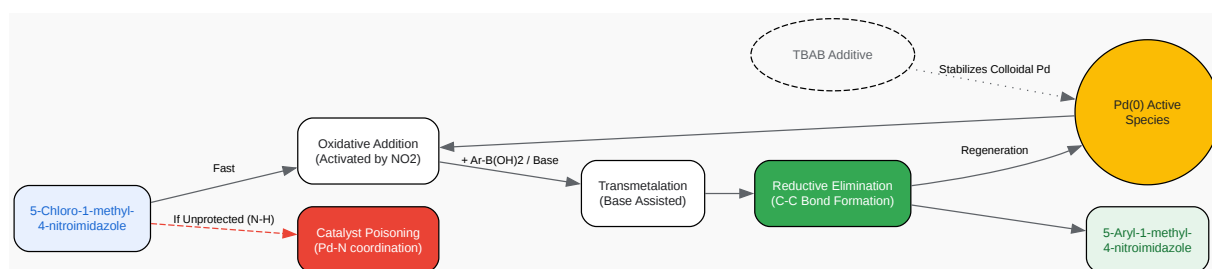 TBAB Additive
Stabilizes Colloidal Pd
Pd(0) Active
Species
Oxidative Addition
(Activated by NO2)
+ Ar-B(OH)2 / Base
Regeneration
Fast
Transmetalation
(Base Assisted)
Reductive Elimination
(C-C Bond Formation)
5-Chloro-1-methyl-
4-nitroimidazole
If Unprotected (N-H)
Catalyst Poisoning
(Pd-N coordination)
5-Aryl-1-methyl-
4-nitroimidazole